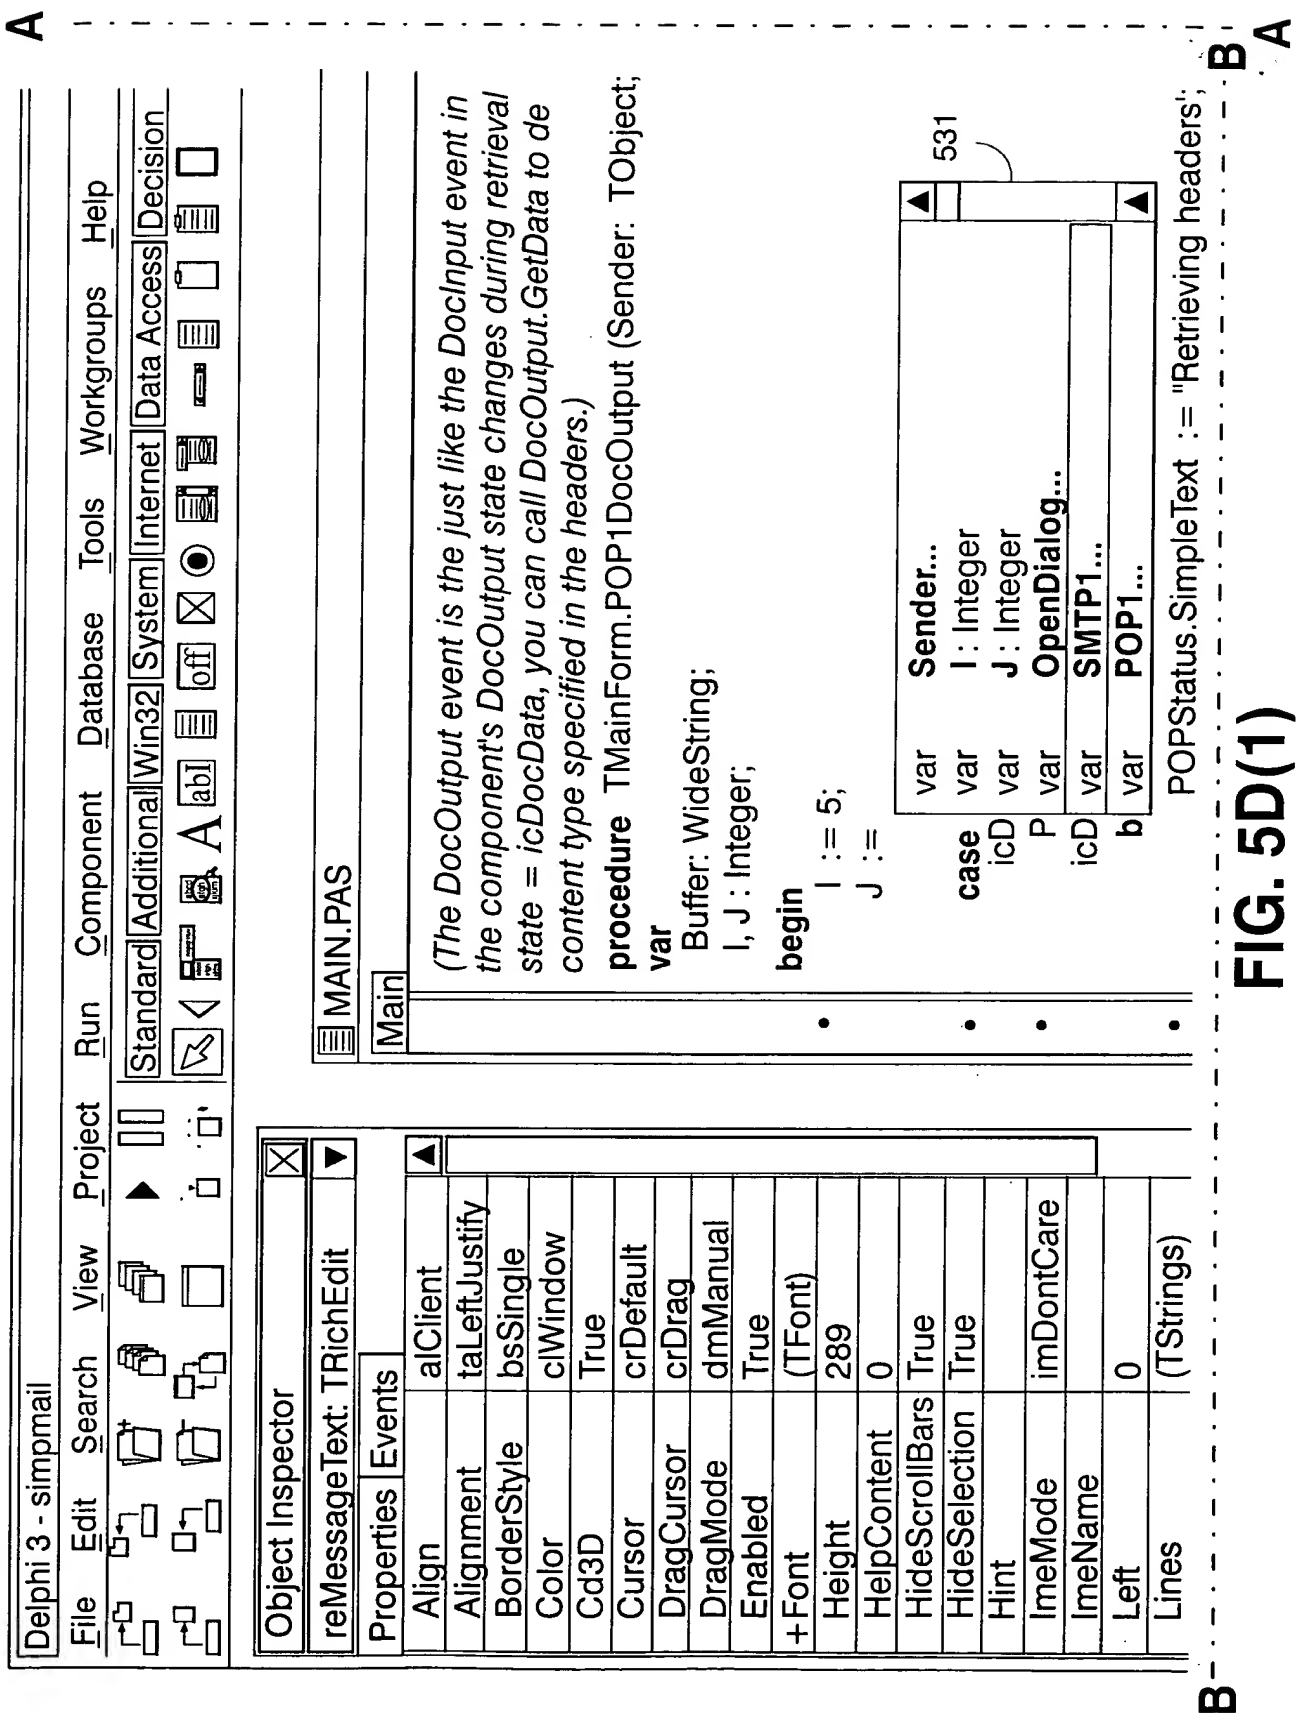 A
Delphi 3 - simpmail
File Edit Search View Project Run Component Database Tools Workgroups Help
Standard Additional Win32 System Internet Data Access Decision
A abI off
Object Inspector
reMessageText: TRichEdit
Properties Events
Align alClient
Alignment taLeftJustify
BorderStyle bsSingle
Color clWindow
Cd3D True
Cursor crDefault
DragCursor crDrag
DragMode dmManual
Enabled True
+Font (TFont)
Height 289
HelpContent 0
HideScrollBars True
HideSelection True
Hint
ImeMode imDontCare
ImeName
Left 0
Lines (TStrings)
MAIN.PAS
Main
(The DocOutput event is the just like the DocInput event in
the component's DocOutput state changes during retrieval
state = icDocData, you can call DocOutput.GetData to de
content type specified in the headers.)
procedure TMainForm.POP1DocOutput (Sender: TObject;
var
Buffer: WideString;
I, J : Integer;
begin
I := 5;
J :=
case
icD
P
icD
b
var Sender...
var I : Integer
var J : Integer
var OpenDialog...
var SMTP1...
var POP1...
531
POPStatus.SimpleText := "Retrieving headers';
B B
A
FIG. 5D(1)